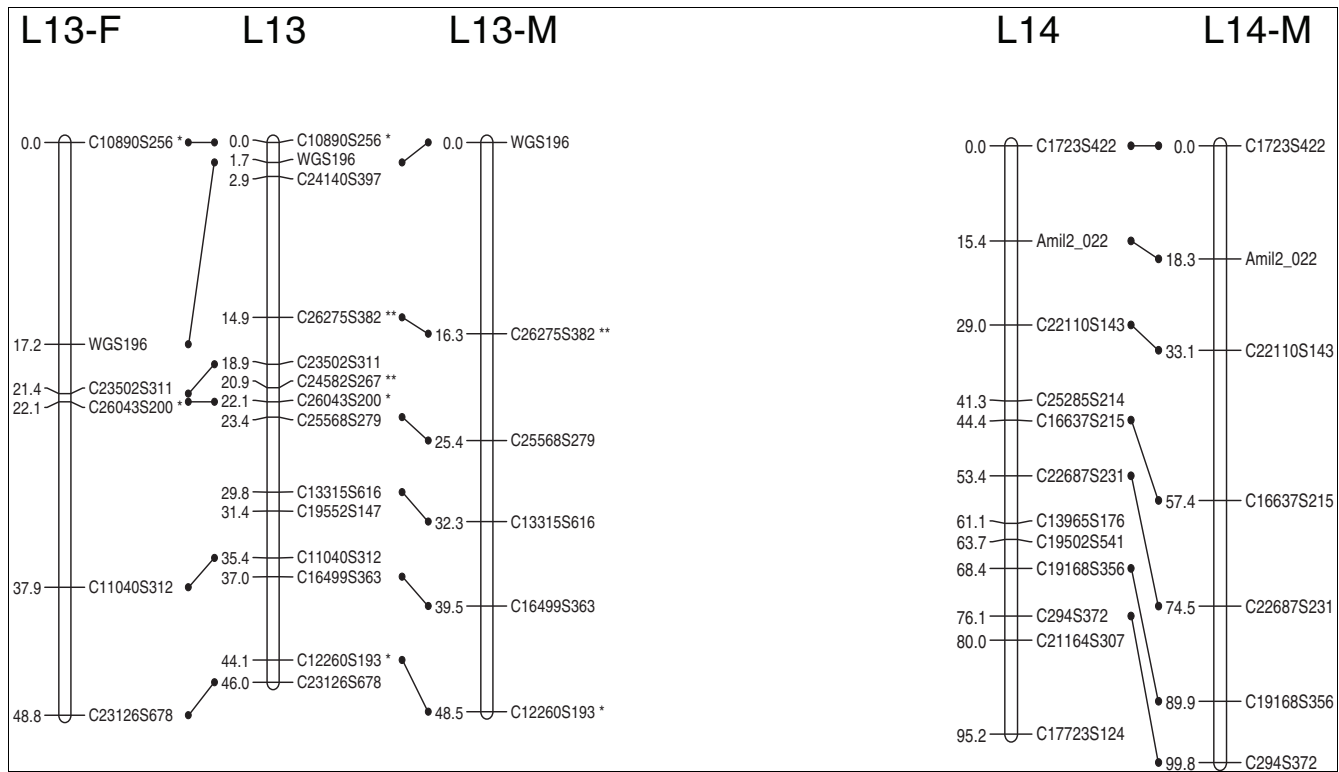 L13-F
L13
L13-M
L14
L14-M
0.0 C10890S256 *
17.2 WGS196
21.4 C23502S311
22.1 C26043S200 *
37.9 C11040S312
48.8 C23126S678
0.0 C10890S256 *
1.7 WGS196
2.9 C24140S397
14.9 C26275S382 **
18.9 C23502S311
20.9 C24582S267 **
22.1 C26043S200 *
23.4 C25568S279
29.8 C13315S616
31.4 C19552S147
35.4 C11040S312
37.0 C16499S363
44.1 C12260S193 *
46.0 C23126S678
0.0 WGS196
16.3 C26275S382 **
25.4 C25568S279
32.3 C13315S616
39.5 C16499S363
48.5 C12260S193 *
0.0 C1723S422
15.4 Amil2_022
29.0 C22110S143
41.3 C25285S214
44.4 C16637S215
53.4 C22687S231
61.1 C13965S176
63.7 C19502S541
68.4 C19168S356
76.1 C294S372
80.0 C21164S307
95.2 C17723S124
0.0 C1723S422
18.3 Amil2_022
33.1 C22110S143
57.4 C16637S215
74.5 C22687S231
89.9 C19168S356
99.8 C294S372